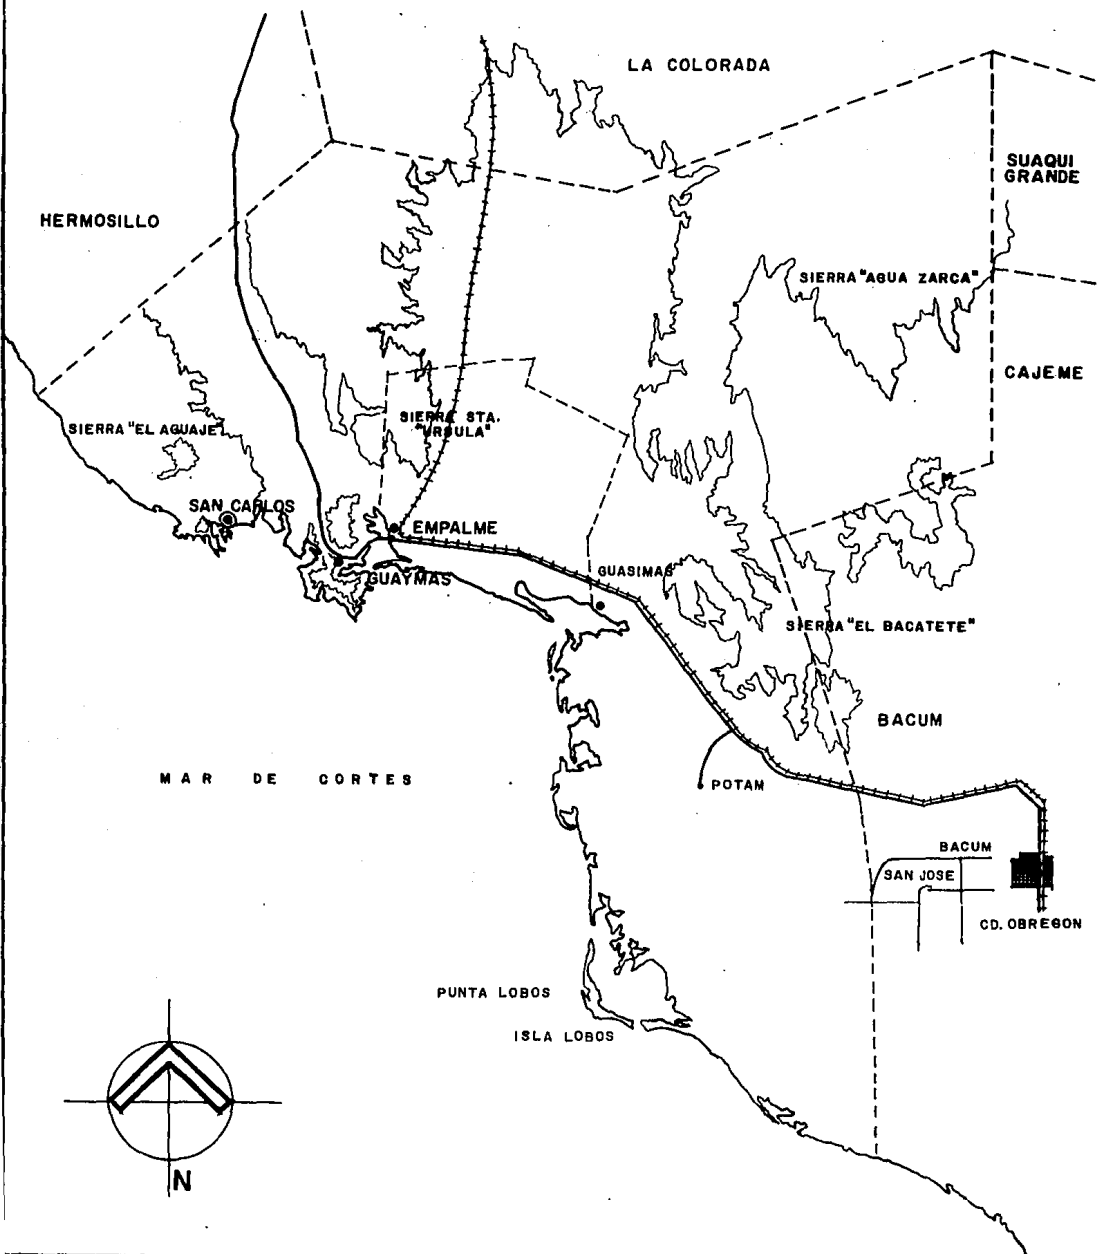 LA COLORADA
SUAQUI
GRANDE
HERMOSILLO
SIERRA "AGUA ZARCA"
CAJEME
SIERRA STA.
"URSULA"
SIERRA "EL AGUAJE"
SAN CARLOS
EMPALME
GUAYMAS
GUASIMAS
SIERRA "EL BACATETE"
BACUM
MAR DE CORTES
POTAM
BACUM
SAN JOSE
CD. OBREGON
PUNTA LOBOS
ISLA LOBOS
N